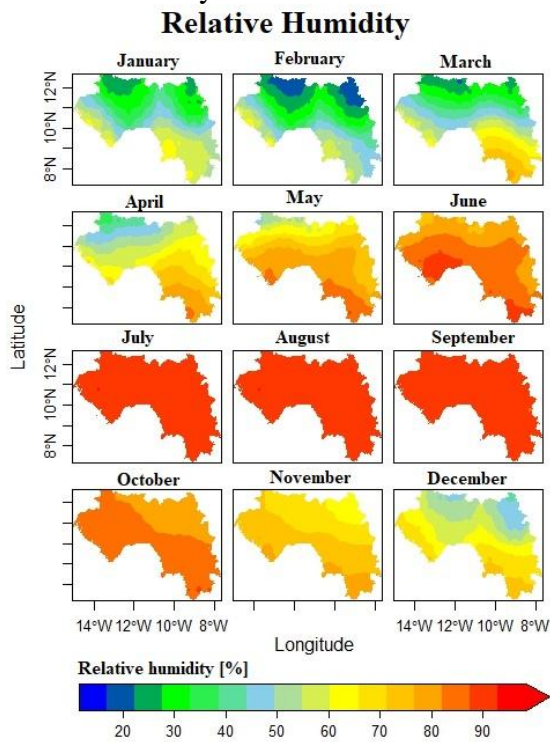 Relative Humidity
January February March
12°N
10°N
8°N
April May June
Latitude
July August September
12°N
10°N
8°N
October November December
14°W 12°W 10°W 8°W 14°W 12°W 10°W 8°W
Longitude
Relative humidity [%]
20 30 40 50 60 70 80 90